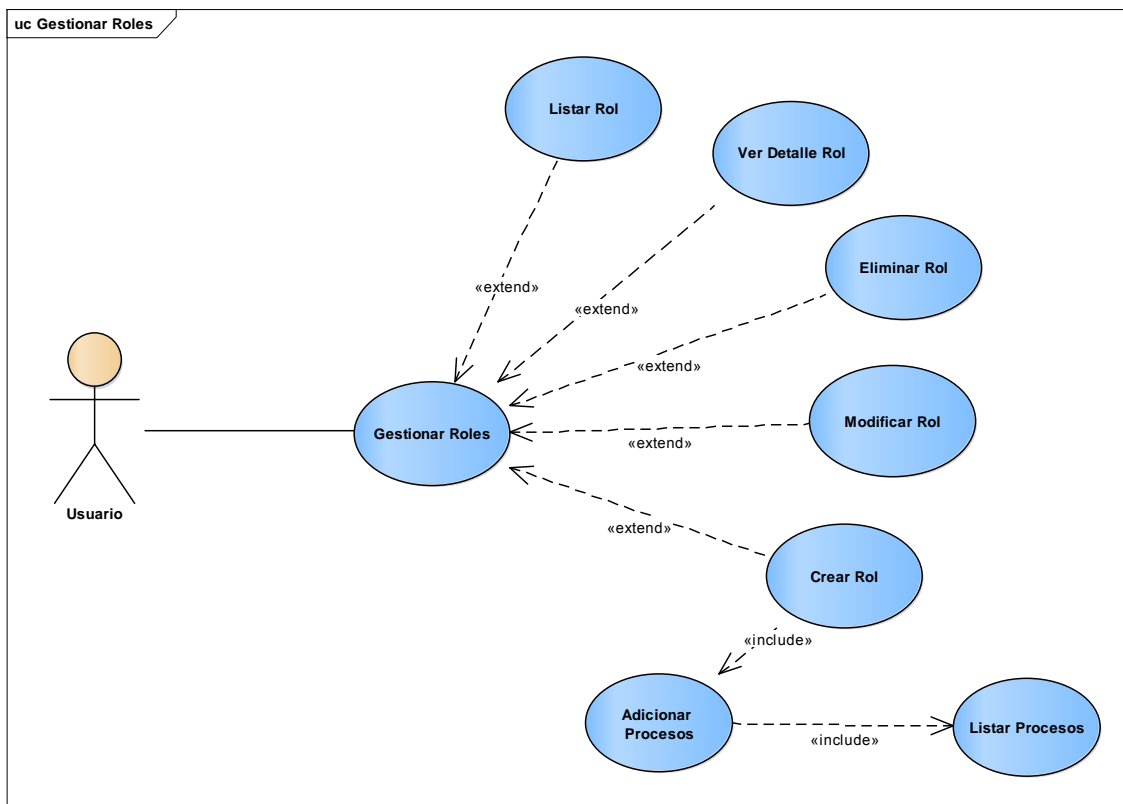 uc Gestionar Roles
Listar Rol
Ver Detalle Rol
Eliminar Rol
«extend»
«extend»
«extend»
Modificar Rol
Gestionar Roles
«extend»
Usuario
«extend»
Crear Rol
«include»
Adicionar
Procesos
Listar Procesos
«include»